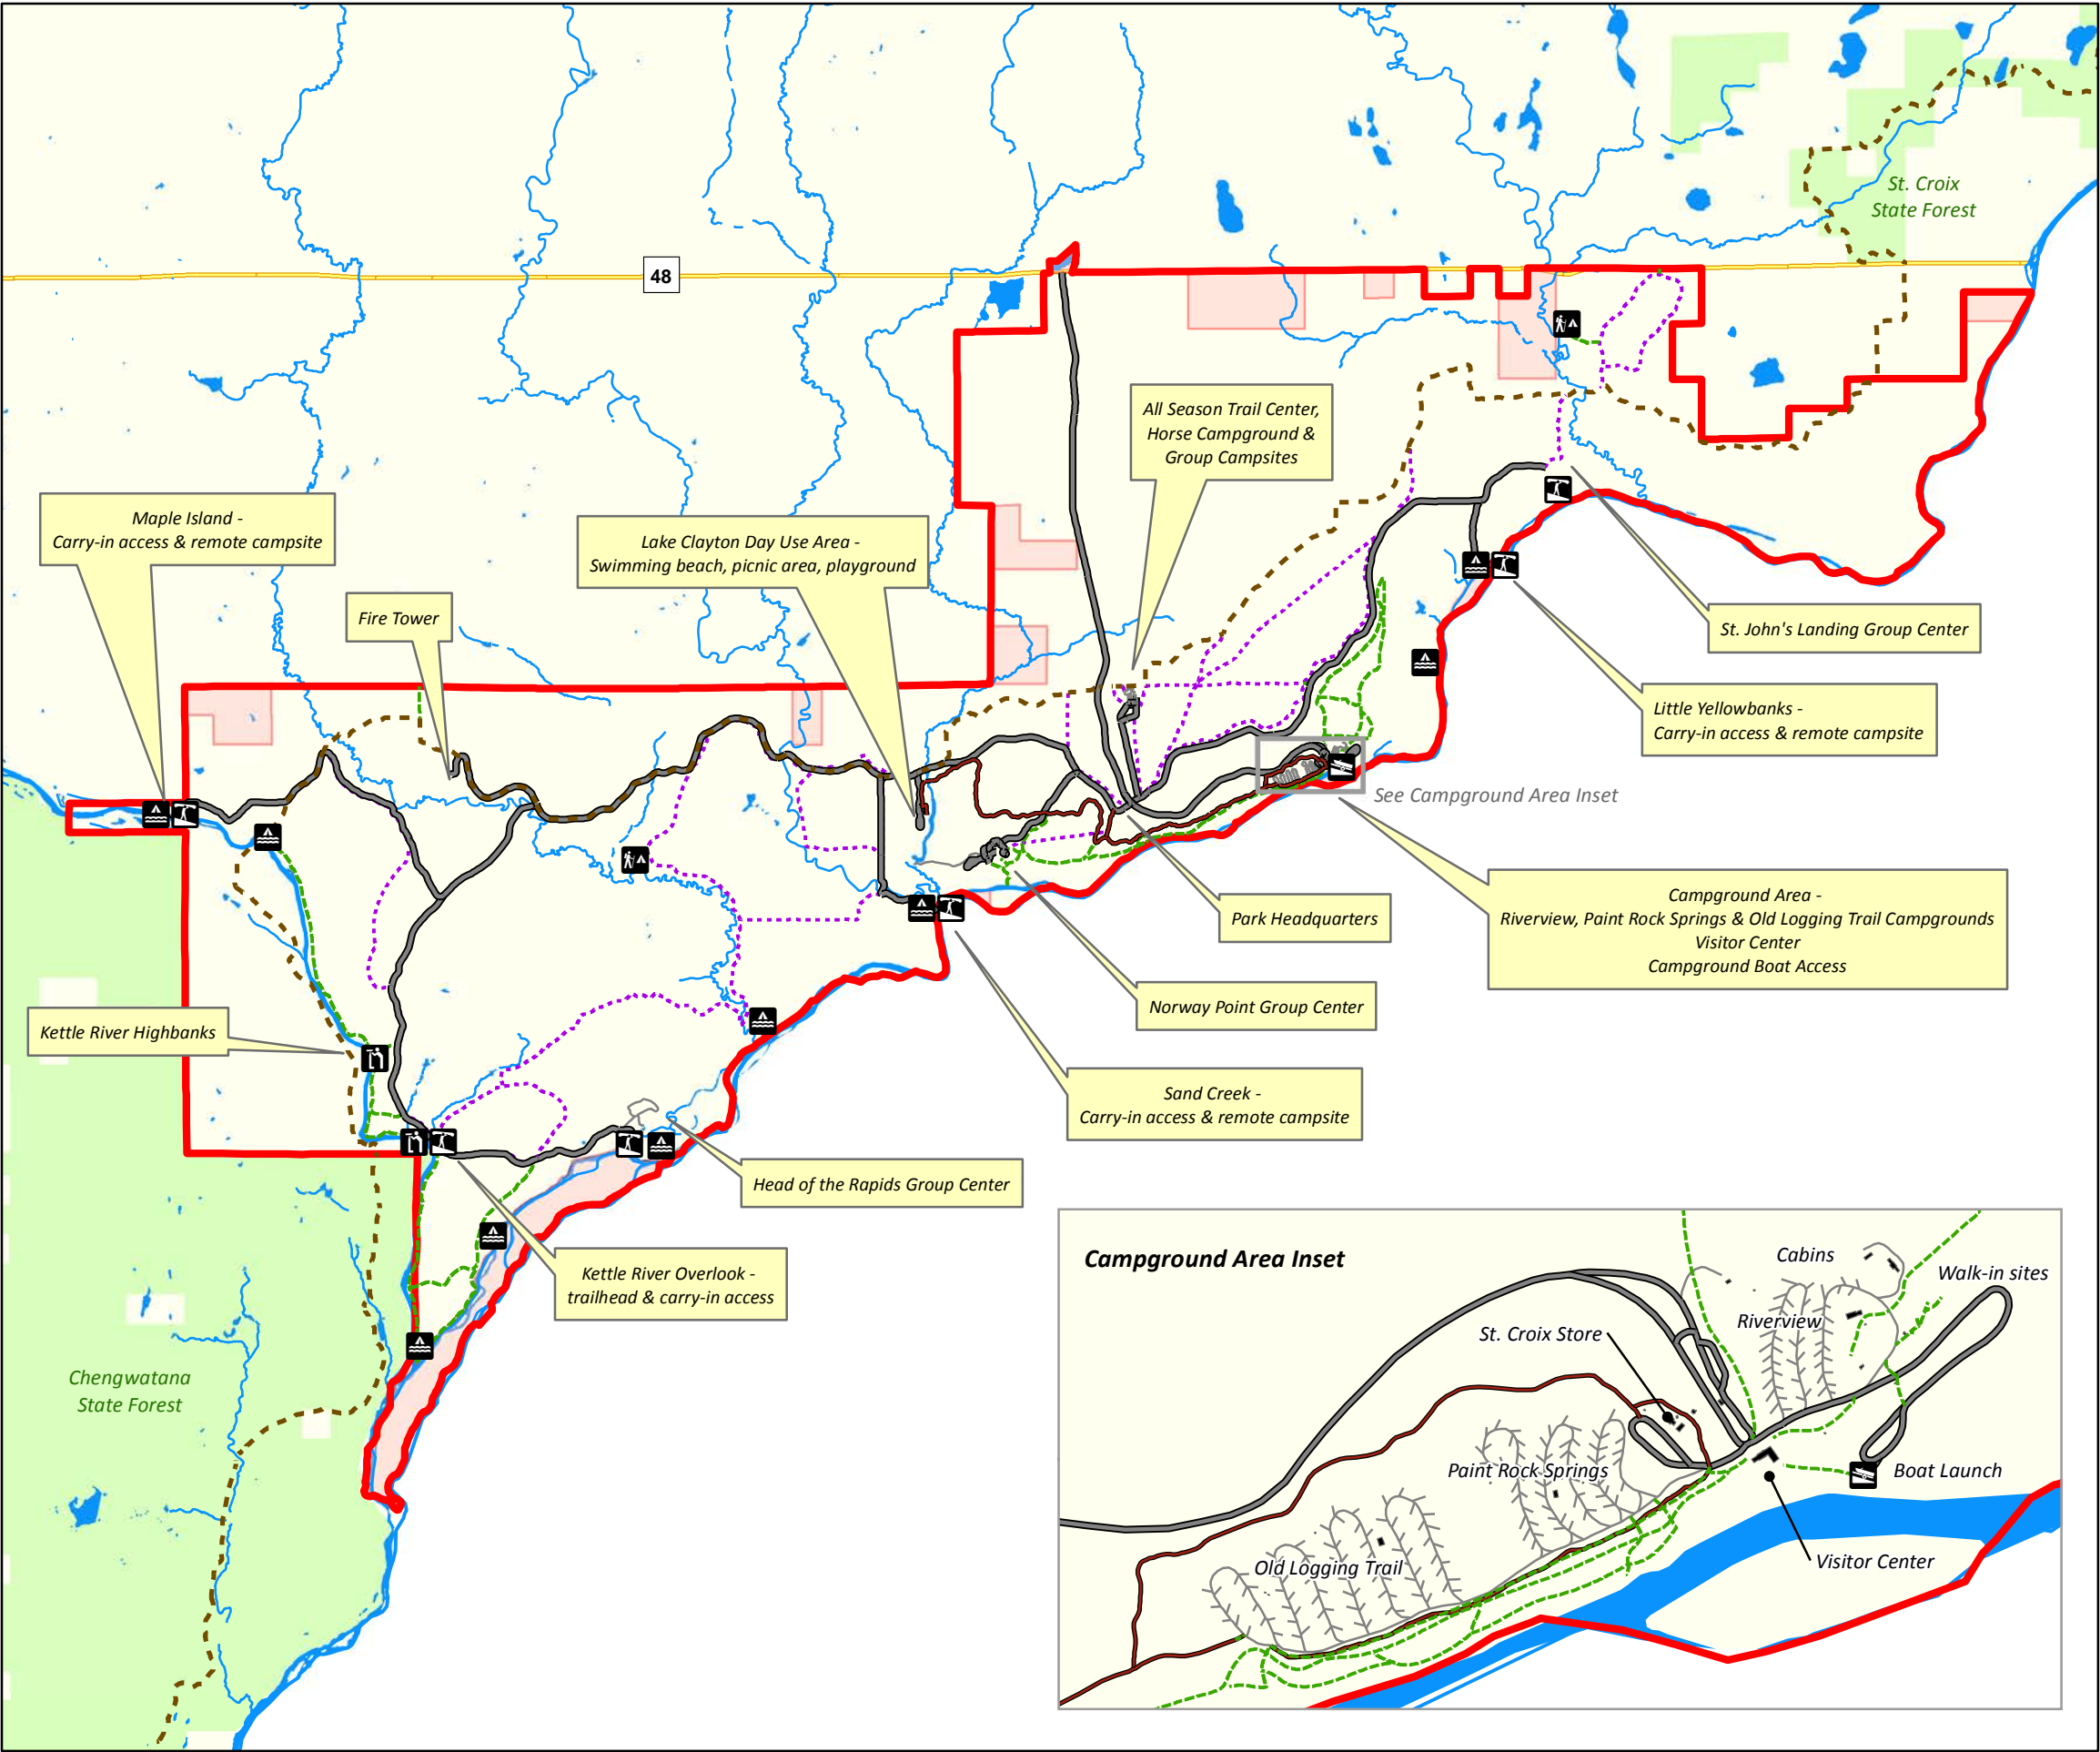 St. Croix
State Forest
48
All Season Trail Center,
Horse Campground &
Group Campsites
Maple Island -
Carry-in access & remote campsite
Lake Clayton Day Use Area -
Swimming beach, picnic area, playground
Fire Tower
St. John's Landing Group Center
Little Yellowbanks -
Carry-in access & remote campsite
See Campground Area Inset
Campground Area -
Riverview, Paint Rock Springs & Old Logging Trail Campgrounds
Visitor Center
Campground Boat Access
Park Headquarters
Norway Point Group Center
Kettle River Highbanks
Sand Creek -
Carry-in access & remote campsite
Head of the Rapids Group Center
Kettle River Overlook -
trailhead & carry-in access
Chengwatana
State Forest
Campground Area Inset
Cabins
Walk-in sites
Riverview
St. Croix Store
Paint Rock Springs
Boat Launch
Old Logging Trail
Visitor Center